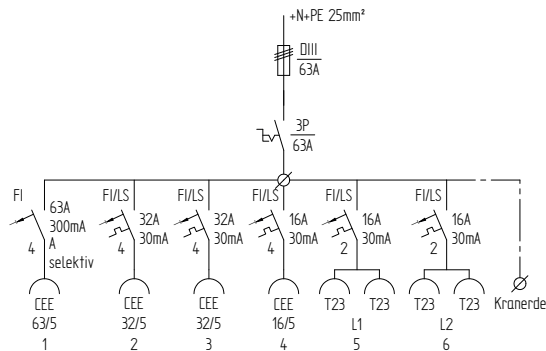 +N+PE 25mm²
DIII
63A
3P
63A
FI FI/LS FI/LS FI/LS FI/LS FI/LS
63A 32A 32A 16A 16A 16A
300mA 30mA 30mA 30mA 30mA 30mA
4 A 4 4 4 2 2
selektiv
Kranerde
CEE CEE CEE CEE T23 T23 T23 T23
63/5 32/5 32/5 16/5 L1 L2
1 2 3 4 5 6